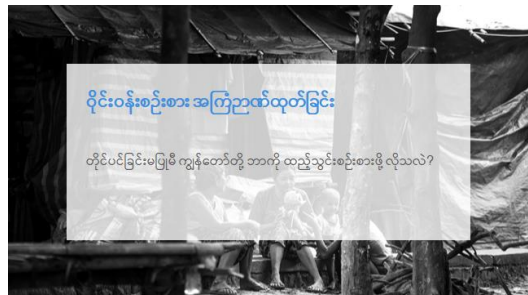 ဝိုင်းဝန်းစဉ်းစား အကြံဉာဏ်ထုတ်ခြင်း
တိုင်ပင်ခြင်းမပြုမီ ကျွန်တော်တို့ ဘာကို ထည့်သွင်းစဉ်းစားဖို့ လိုသလဲ?